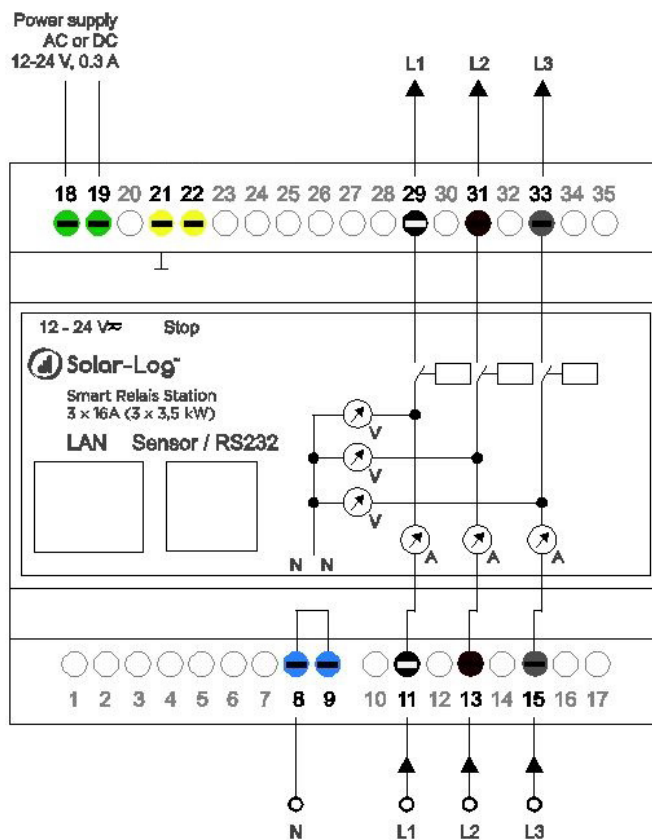 Power supply
AC or DC
12-24 V, 0.3 A
L1 L2 L3
18 19 20 21 22 23 24 25 26 27 28 29 30 31 32 33 34 35
12 - 24 V Stop
Solar-Log™
Smart Relais Station
3 x 16A (3 x 3,5 kW)
LAN Sensor / RS232
V
V
V
A A A
N N
1 2 3 4 5 6 7 8 9 10 11 12 13 14 15 16 17
N L1 L2 L3